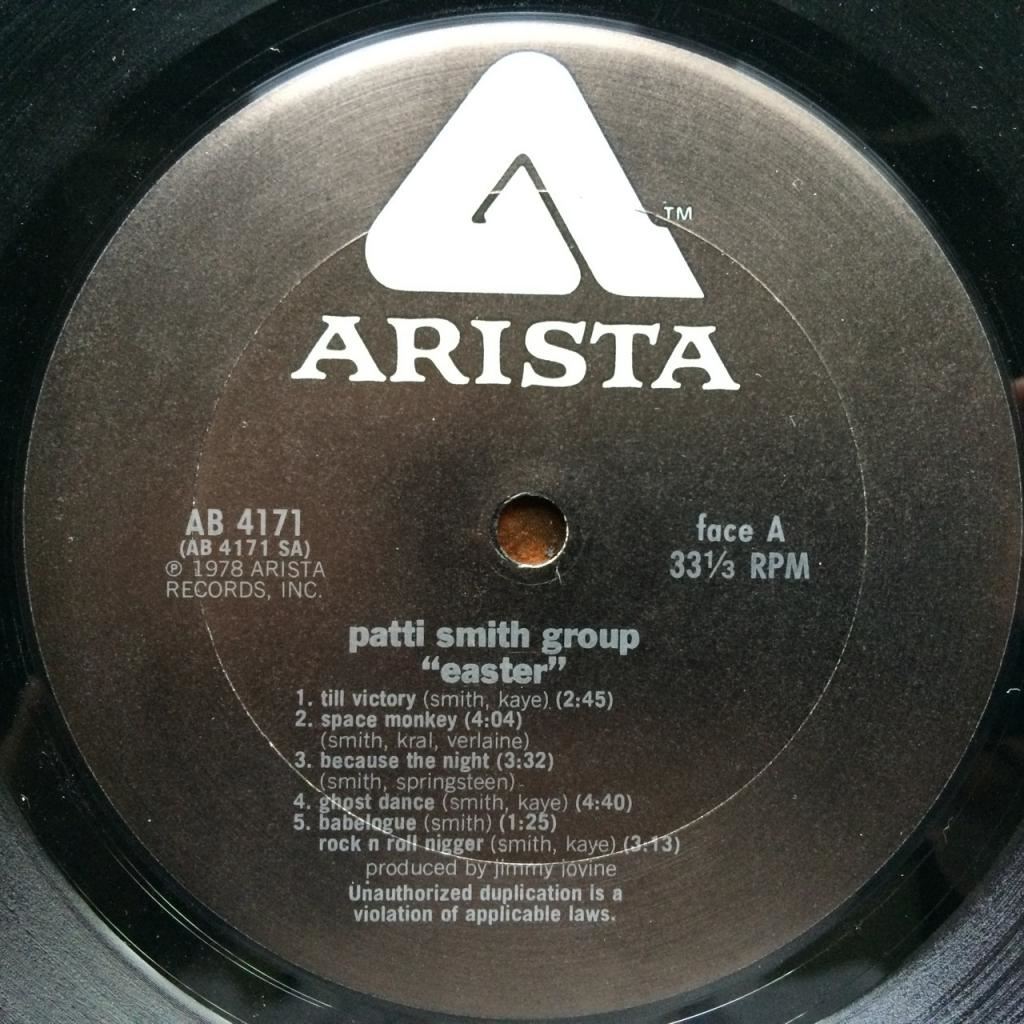 TM
ARISTA
AB 4171
(AB 4171 SA)
℗ 1978 ARISTA
RECORDS, INC.
face A
33⅓ RPM
patti smith group
“easter”
1. till victory (smith, kaye) (2:45)
2. space monkey (4:04)
(smith, kral, verlaine)
3. because the night (3:32)
(smith, springsteen)
4. ghost dance (smith, kaye) (4:40)
5. babelogue (smith) (1:25)
rock n roll nigger (smith, kaye) (3:13)
produced by jimmy iovine
Unauthorized duplication is a
violation of applicable laws.